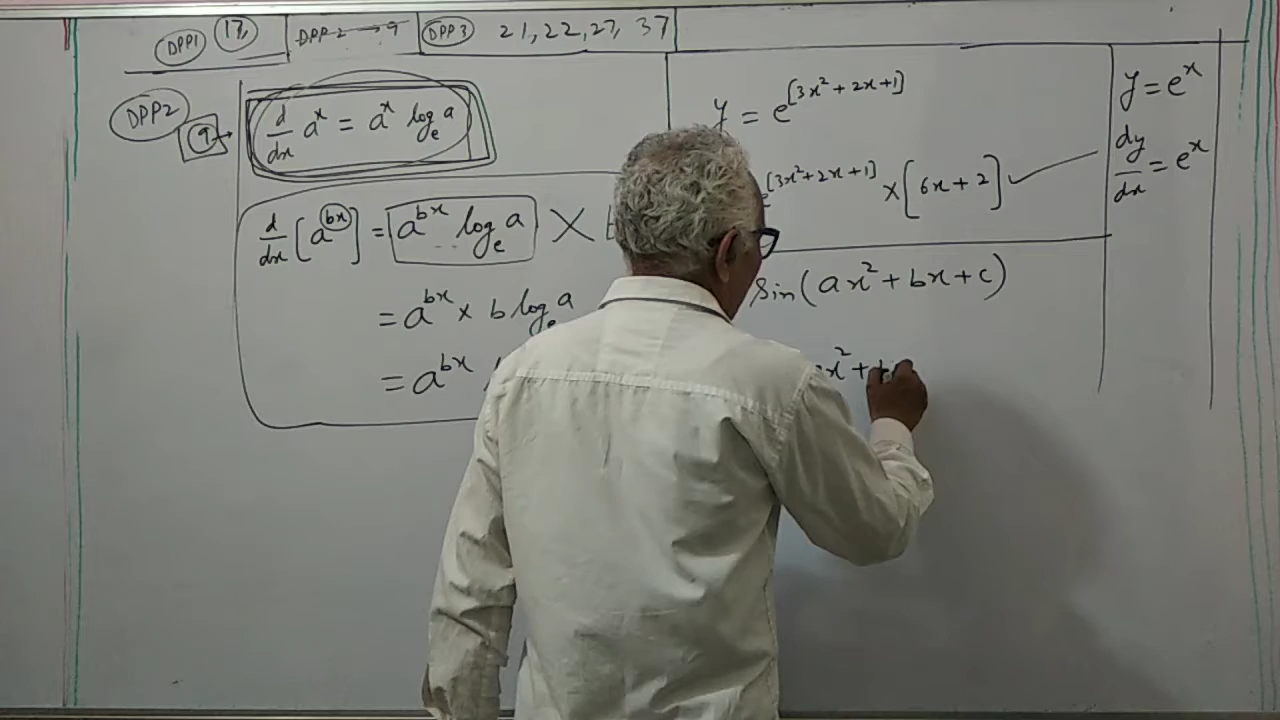 DPP1 17, DPP-2 → 9 DPP3 21, 22, 27, 37
DPP2
9 →
d/dx a^x = a^x log_e a
d/dx [a^{bx}] = a^{bx} log_e a ×
= a^{bx} × b log_e a
= a^{bx}
y = e^{[3x² + 2x + 1]}
e^{[3x² + 2x + 1]} × [6x + 2]
Sin(ax² + bx + c)
x² +
y = e^x
dy/dx = e^x